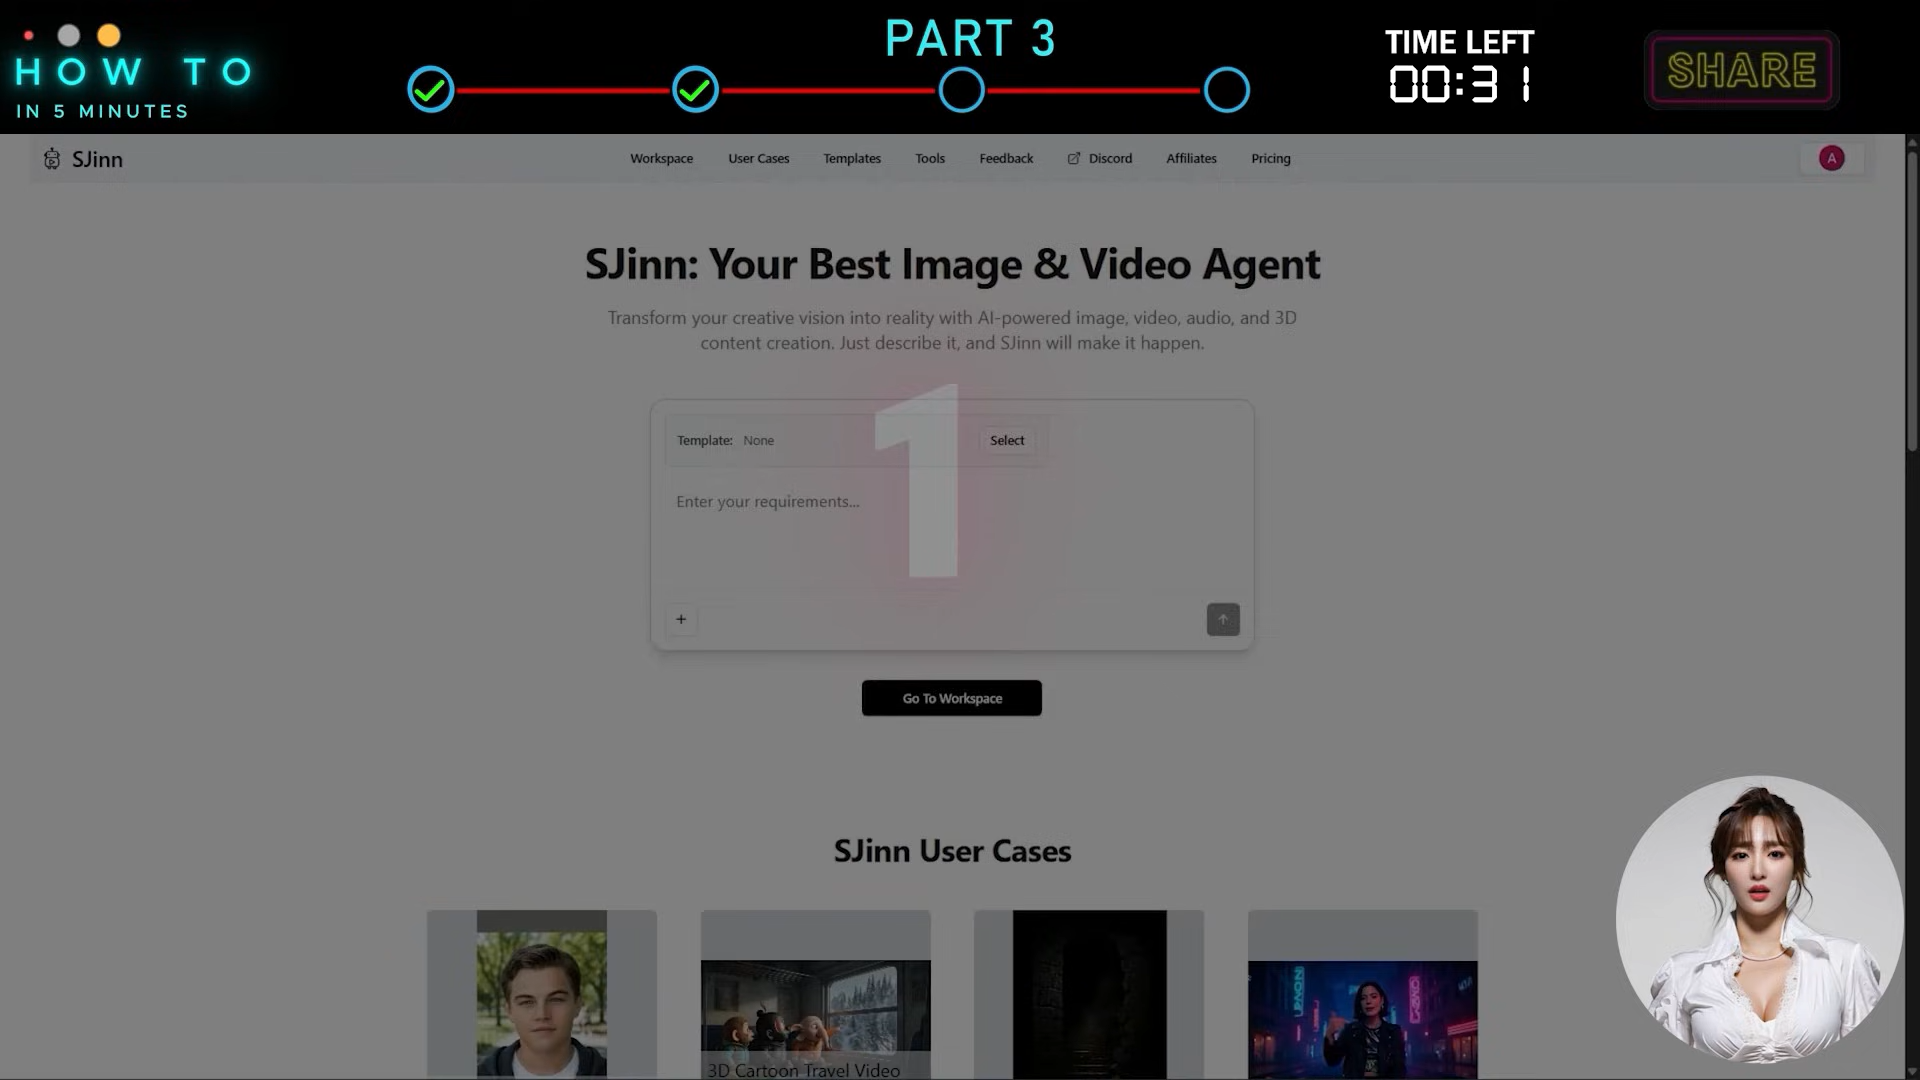 PART 3
HOW TO
IN 5 MINUTES
TIME LEFT
00:31
SHARE
SJinn
Workspace
User Cases
Templates
Tools
Feedback
Discord
Affiliates
Pricing
A
SJinn: Your Best Image & Video Agent
Transform your creative vision into reality with AI-powered image, video, audio, and 3D
content creation. Just describe it, and SJinn will make it happen.
1
Template: None
Select
Enter your requirements...
+
Go To Workspace
SJinn User Cases
3D Cartoon Travel Video